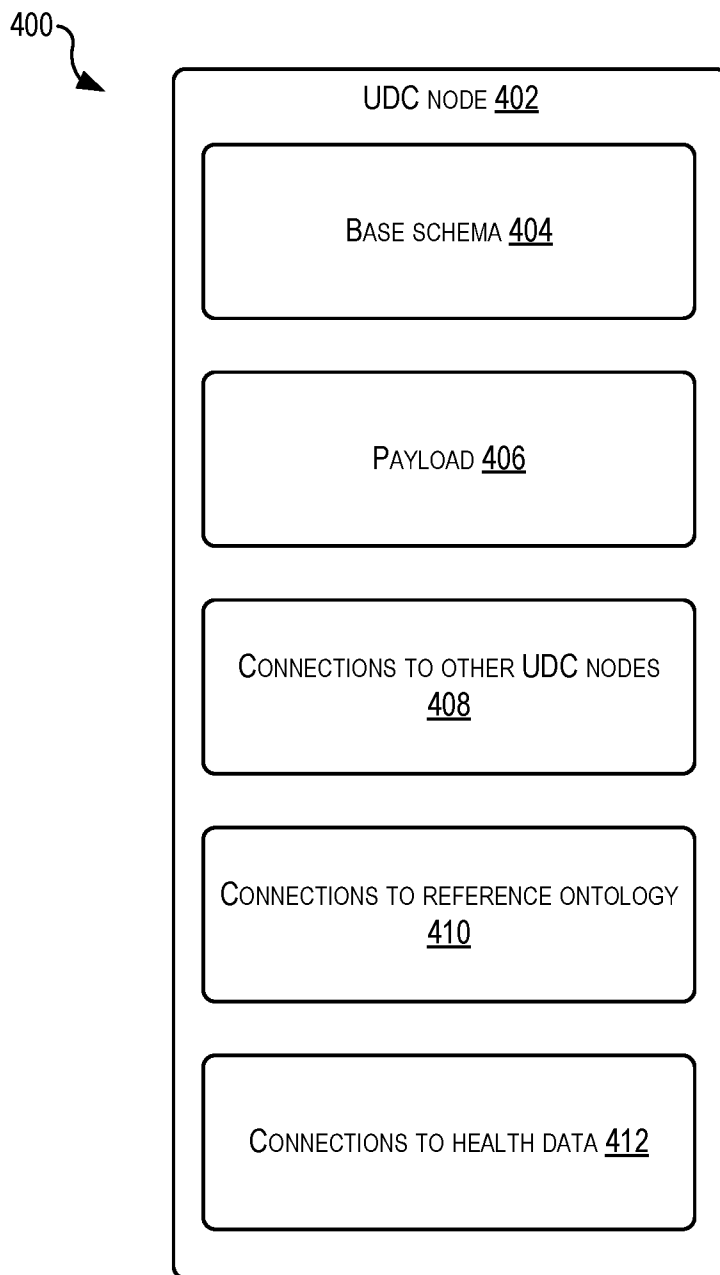 400
UDC NODE 402
BASE SCHEMA 404
PAYLOAD 406
CONNECTIONS TO OTHER UDC NODES
408
CONNECTIONS TO REFERENCE ONTOLOGY
410
CONNECTIONS TO HEALTH DATA 412